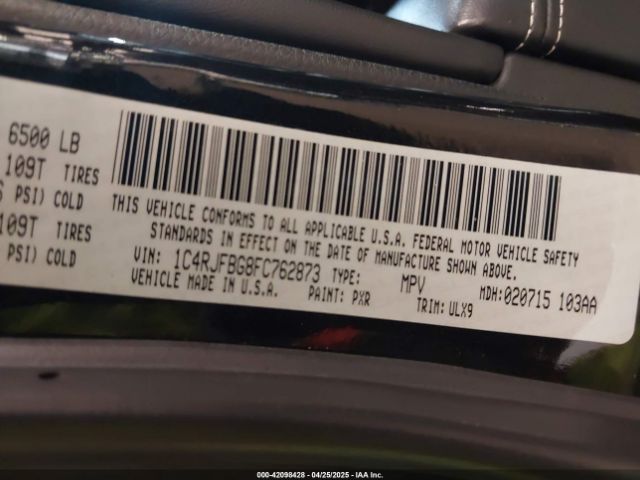 6500 LB
109T TIRES
PSI) COLD
109T TIRES
PSI) COLD
THIS VEHICLE CONFORMS TO ALL APPLICABLE U.S.A. FEDERAL MOTOR VEHICLE SAFETY
STANDARDS IN EFFECT ON THE DATE OF MANUFACTURE SHOWN ABOVE.
VIN: 1C4RJFBG8FC762873 TYPE: MPV MDH:020715 103AA
VEHICLE MADE IN U.S.A. PAINT: PXR TRIM: ULX9
000-42098428 - 04/25/2025 - IAA Inc.